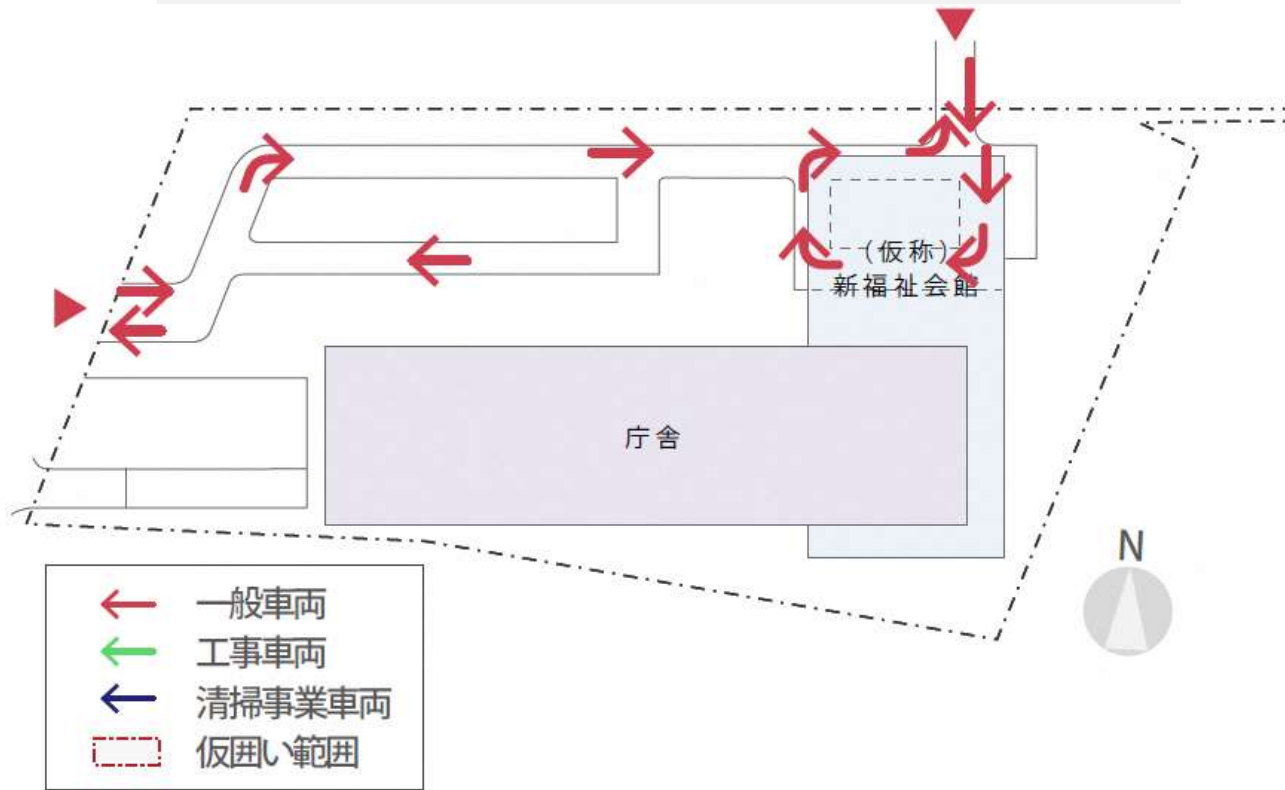 (仮称)
新福祉会館
庁舎
N
一般車両
工事車両
清掃事業車両
仮囲い範囲